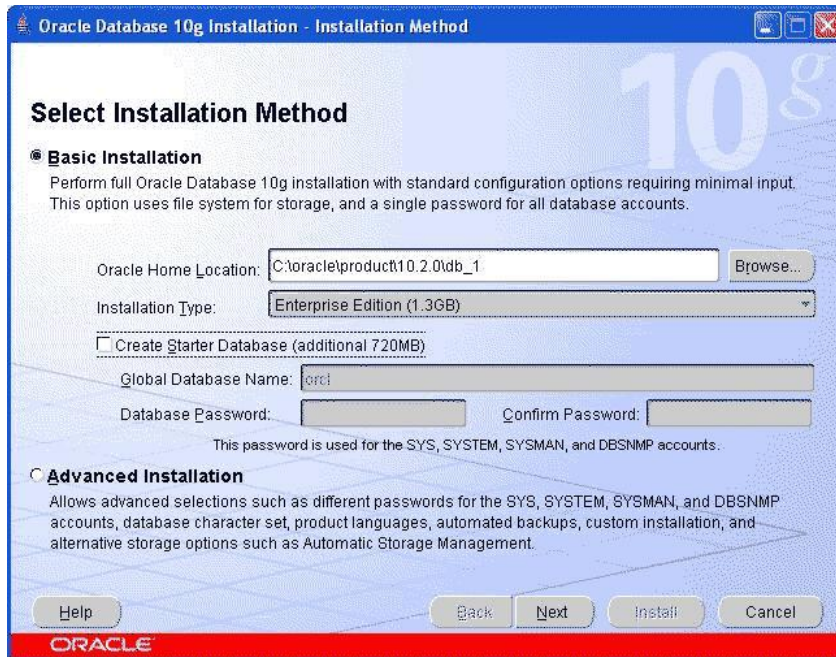 Oracle Database 10g Installation - Installation Method
10g
Select Installation Method
Basic Installation
Perform full Oracle Database 10g installation with standard configuration options requiring minimal input.
This option uses file system for storage, and a single password for all database accounts.
Oracle Home Location: C:\oracle\product\10.2.0\db_1 Browse...
Installation Type: Enterprise Edition (1.3GB)
Create Starter Database (additional 720MB)
Global Database Name: orcl
Database Password: Confirm Password:
This password is used for the SYS, SYSTEM, SYSMAN, and DBSNMP accounts.
Advanced Installation
Allows advanced selections such as different passwords for the SYS, SYSTEM, SYSMAN, and DBSNMP
accounts, database character set, product languages, automated backups, custom installation, and
alternative storage options such as Automatic Storage Management.
Help Back Next Install Cancel
ORACLE